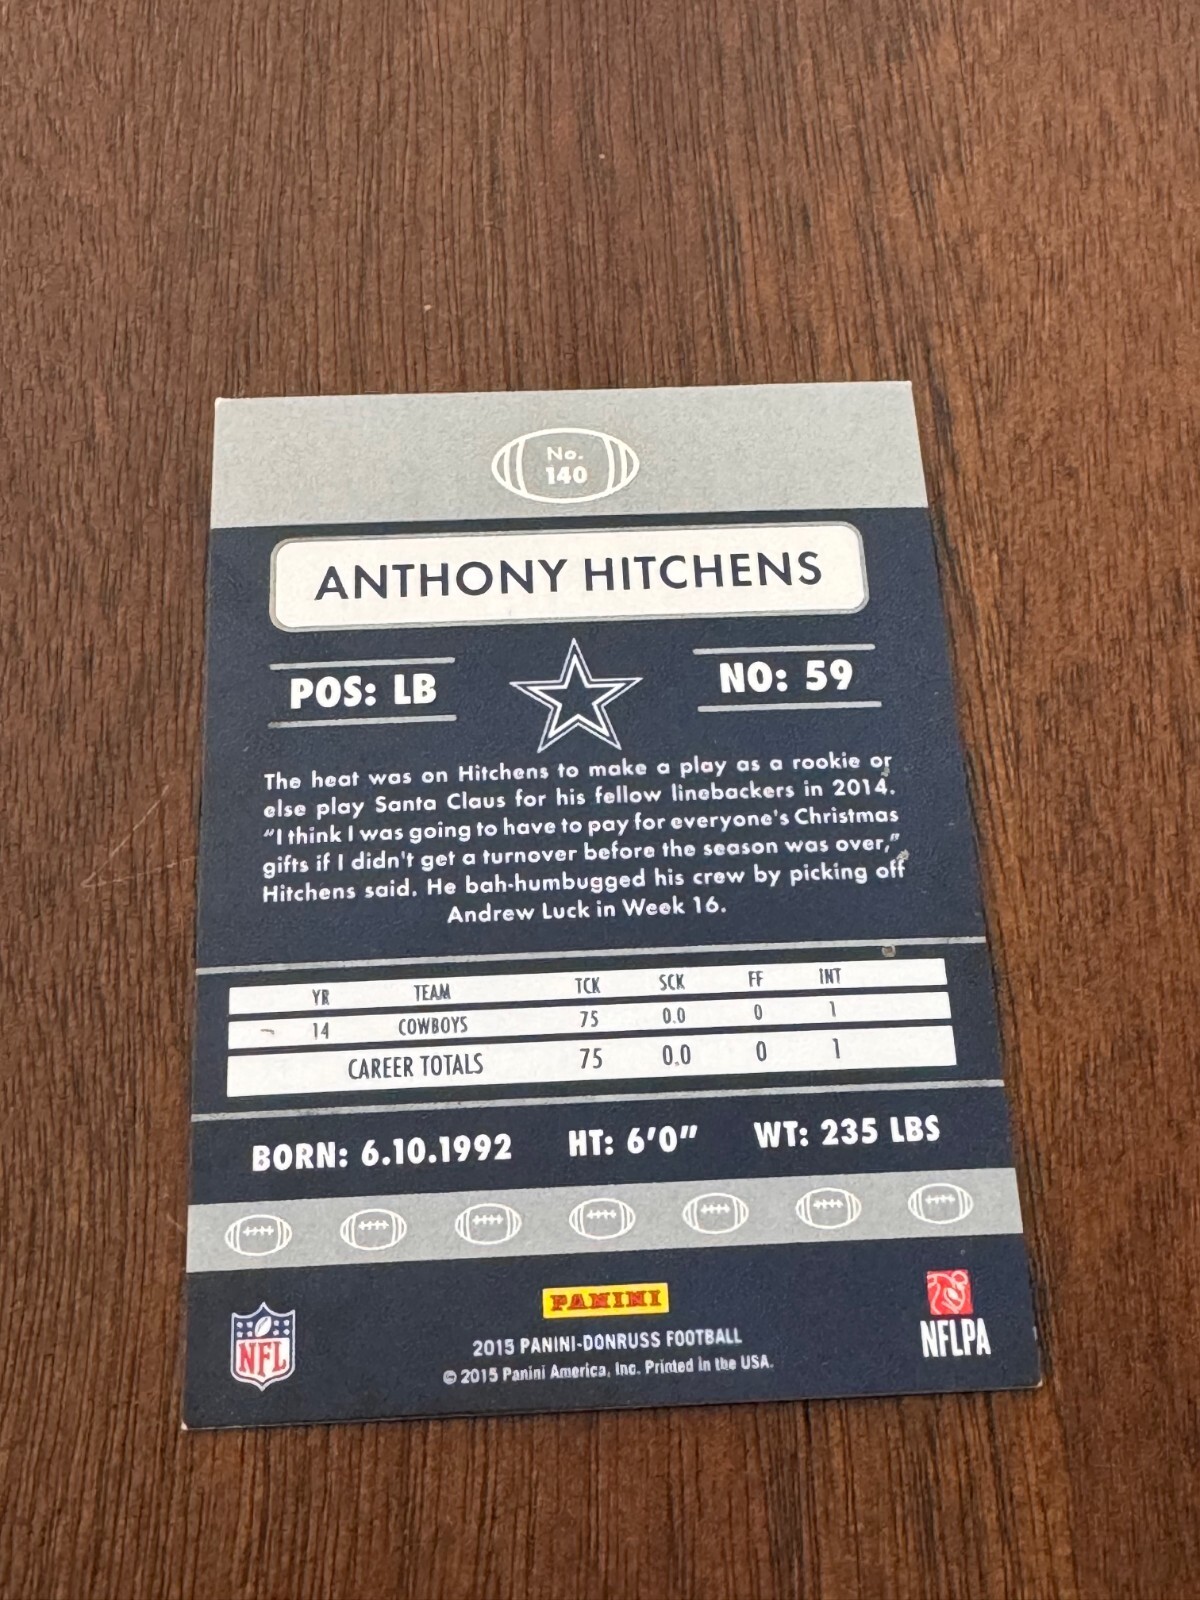 No.
140
ANTHONY HITCHENS
POS: LB
NO: 59
The heat was on Hitchens to make a play as a rookie or
else play Santa Claus for his fellow linebackers in 2014.
"I think I was going to have to pay for everyone's Christmas
gifts if I didn't get a turnover before the season was over,"
Hitchens said. He bah-humbugged his crew by picking off
Andrew Luck in Week 16.
YR TEAM TCK SCK FF INT
14 COWBOYS 75 0.0 0 1
CAREER TOTALS 75 0.0 0 1
BORN: 6.10.1992 HT: 6'0" WT: 235 LBS
PANINI
NFL
2015 PANINI-DONRUSS FOOTBALL
© 2015 Panini America, Inc. Printed in the USA.
NFLPA